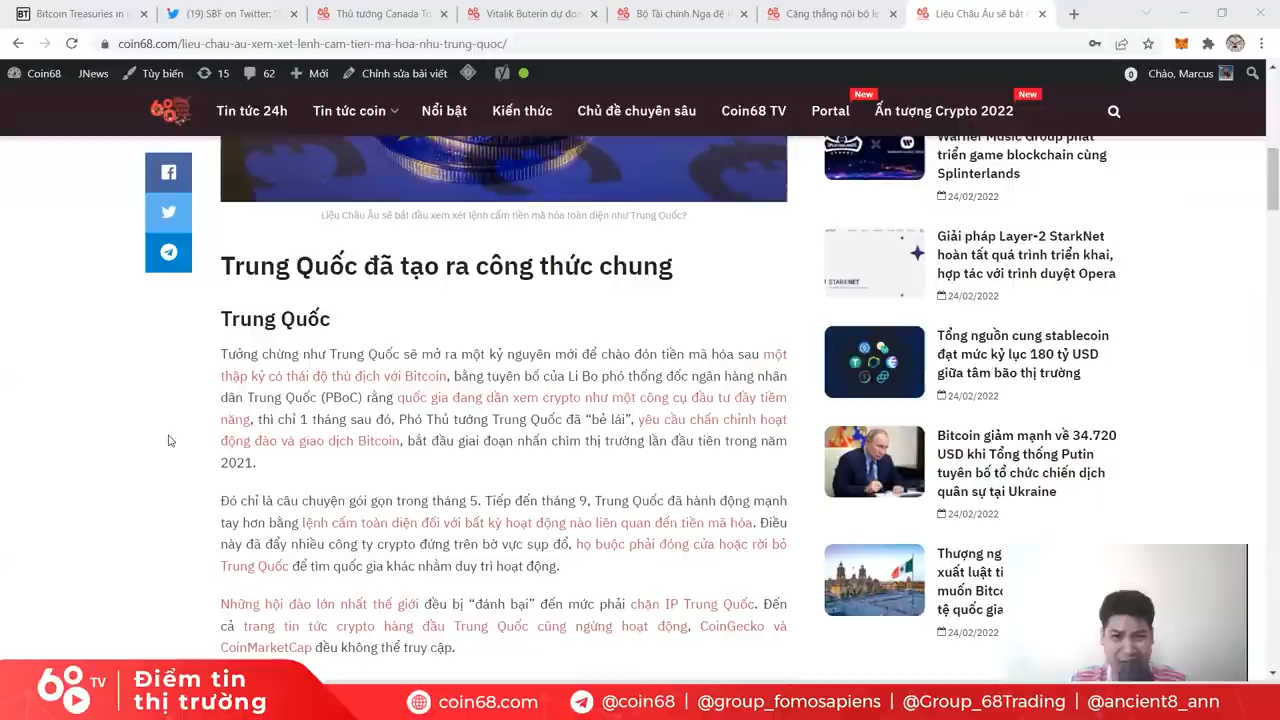 Bitcoin Treasuries in
(19) SBF on Twitter: "
Thủ tướng Canada Tr
Vitalik Buterin dự đo
Bộ Tài chính Nga đệ
Căng thẳng nội bộ le
Liệu Châu Âu sẽ bắt
coin68.com/lieu-chau-au-xem-xet-lenh-cam-tien-ma-hoa-nhu-trung-quoc/
Coin68 JNews Tùy biến 15 62 Mới Chỉnh sửa bài viết 0 Chào, Marcus
68
Tin tức 24h Tin tức coin Nổi bật Kiến thức Chủ đề chuyên sâu Coin68 TV Portal New Ấn tượng Crypto 2022 New
Liệu Châu Âu sẽ bắt đầu xem xét lệnh cấm tiền mã hóa toàn diện như Trung Quốc?
Trung Quốc đã tạo ra công thức chung
Trung Quốc
Tưởng chừng như Trung Quốc sẽ mở ra một kỷ nguyên mới để chào đón tiền mã hóa sau một
thập kỷ có thái độ thù địch với Bitcoin, bằng tuyên bố của Li Bo phó thống đốc ngân hàng nhân
dân Trung Quốc (PBoC) rằng quốc gia đang dần xem crypto như một công cụ đầu tư đầy tiềm
năng, thì chỉ 1 tháng sau đó, Phó Thủ tướng Trung Quốc đã “bẻ lái”, yêu cầu chấn chỉnh hoạt
động đào và giao dịch Bitcoin, bắt đầu giai đoạn nhấn chìm thị trường lần đầu tiên trong năm
2021.
Đó chỉ là câu chuyện gói gọn trong tháng 5. Tiếp đến tháng 9, Trung Quốc đã hành động mạnh
tay hơn bằng lệnh cấm toàn diện đối với bất kỳ hoạt động nào liên quan đến tiền mã hóa. Điều
này đã đẩy nhiều công ty crypto đứng trên bờ vực sụp đổ, họ buộc phải đóng cửa hoặc rời bỏ
Trung Quốc để tìm quốc gia khác nhằm duy trì hoạt động.
Những hội đào lớn nhất thế giới đều bị “đánh bại” đến mức phải chặn IP Trung Quốc. Đến
cả trang tin tức crypto hàng đầu Trung Quốc cũng ngừng hoạt động, CoinGecko và
CoinMarketCap đều không thể truy cập.
Warner Music Group phát
triển game blockchain cùng
Splinterlands
24/02/2022
STARKNET
Giải pháp Layer-2 StarkNet
hoàn tất quá trình triển khai,
hợp tác với trình duyệt Opera
24/02/2022
Tổng nguồn cung stablecoin
đạt mức kỷ lục 180 tỷ USD
giữa tâm bão thị trường
24/02/2022
Bitcoin giảm mạnh về 34.720
USD khi Tổng thống Putin
tuyên bố tổ chức chiến dịch
quân sự tại Ukraine
24/02/2022
Thượng ng
xuất luật ti
muốn Bitc
tệ quốc gia
24/02/2022
68 TV
Điểm tin
thị trường
coin68.com @coin68 | @group_fomosapiens | @Group_68Trading | @ancient8_ann